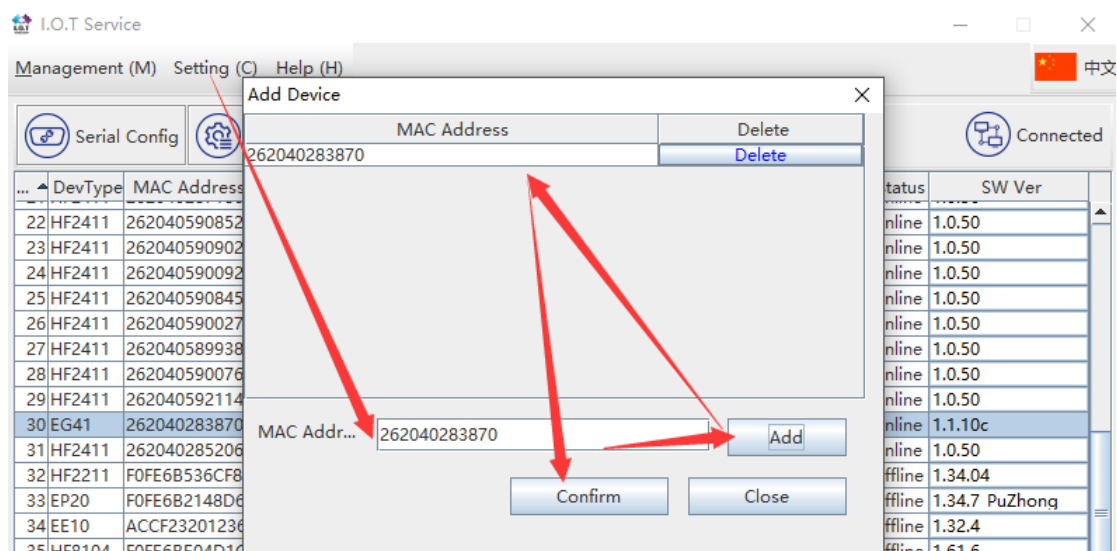 I.O.T Service
Management (M) Setting (C) Help (H)
中文
Add Device
Serial Config
Connected
MAC Address Delete
262040283870 Delete
... DevType MAC Address tatus SW Ver
22 HF2411 262040590852 nline 1.0.50
23 HF2411 262040590902 nline 1.0.50
24 HF2411 262040590092 nline 1.0.50
25 HF2411 262040590845 nline 1.0.50
26 HF2411 262040590027 nline 1.0.50
27 HF2411 262040589938 nline 1.0.50
28 HF2411 262040590076 nline 1.0.50
29 HF2411 262040592114 nline 1.0.50
30 EG41 262040283870 nline 1.1.10c
31 HF2411 262040285206 nline 1.0.50
32 HF2211 F0FE6B536CF8 ffline 1.34.04
33 EP20 F0FE6B2148D6 ffline 1.34.7 PuZhong
34 EE10 ACCF23201236 ffline 1.32.4
35 HF8104 ffline 1.61.6
MAC Addr... 262040283870 Add
Confirm Close